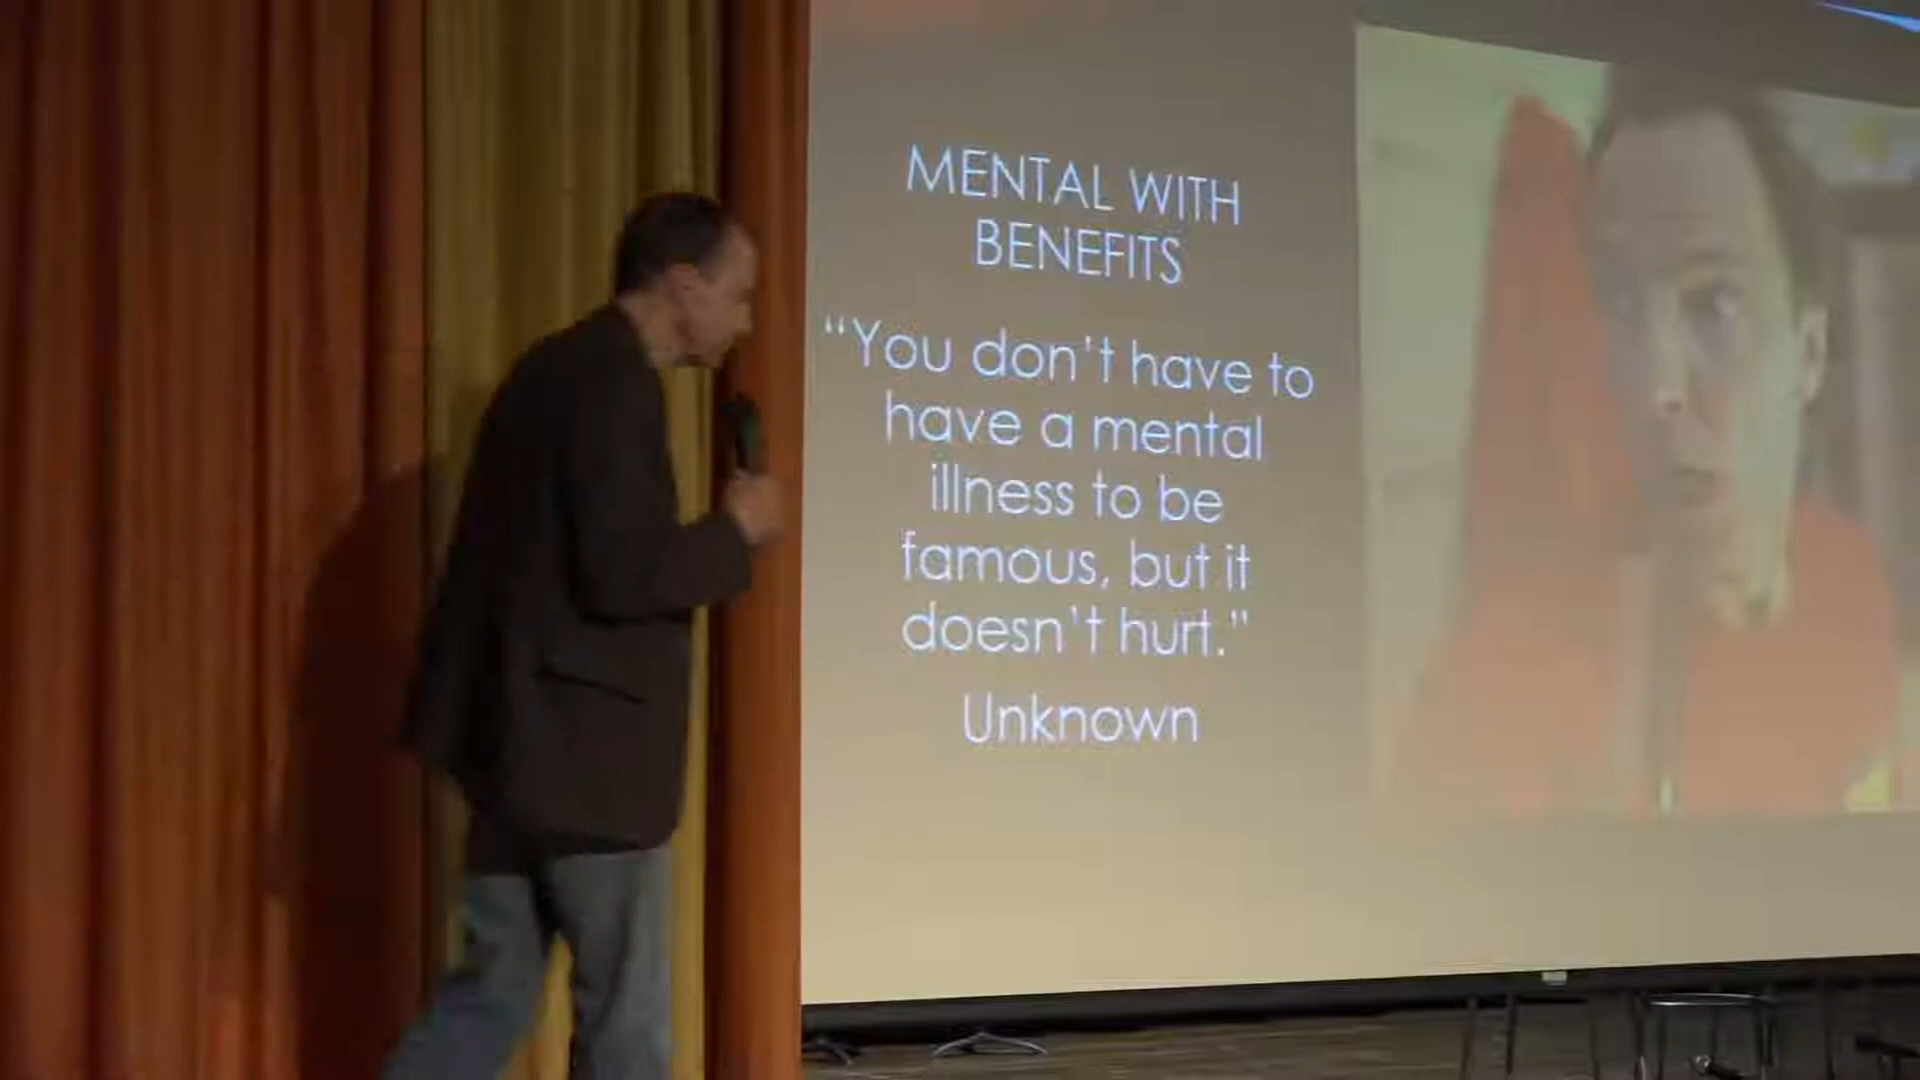 MENTAL WITH
BENEFITS
“You don't have to
have a mental
illness to be
famous, but it
doesn't hurt."
Unknown